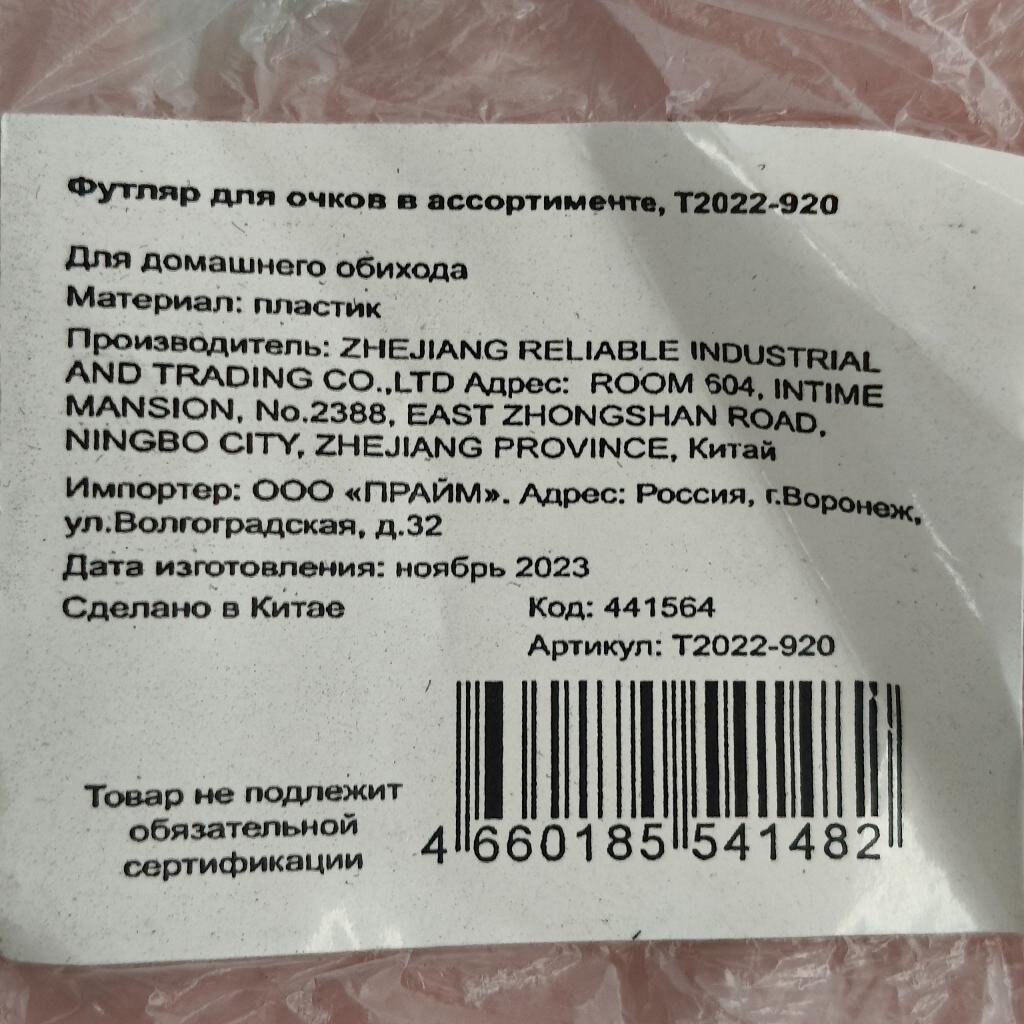 Футляр для очков в ассортименте, Т2022-920
Для домашнего обихода
Материал: пластик
Производитель: ZHEJIANG RELIABLE INDUSTRIAL
AND TRADING CO.,LTD Адрес: ROOM 604, INTIME
MANSION, No.2388, EAST ZHONGSHAN ROAD,
NINGBO CITY, ZHEJIANG PROVINCE, Китай
Импортер: ООО «ПРАЙМ». Адрес: Россия, г.Воронеж,
ул.Волгоградская, д.32
Дата изготовления: ноябрь 2023
Сделано в Китае
Код: 441564
Артикул: Т2022-920
Товар не подлежит
обязательной
сертификации
4 660185 541482